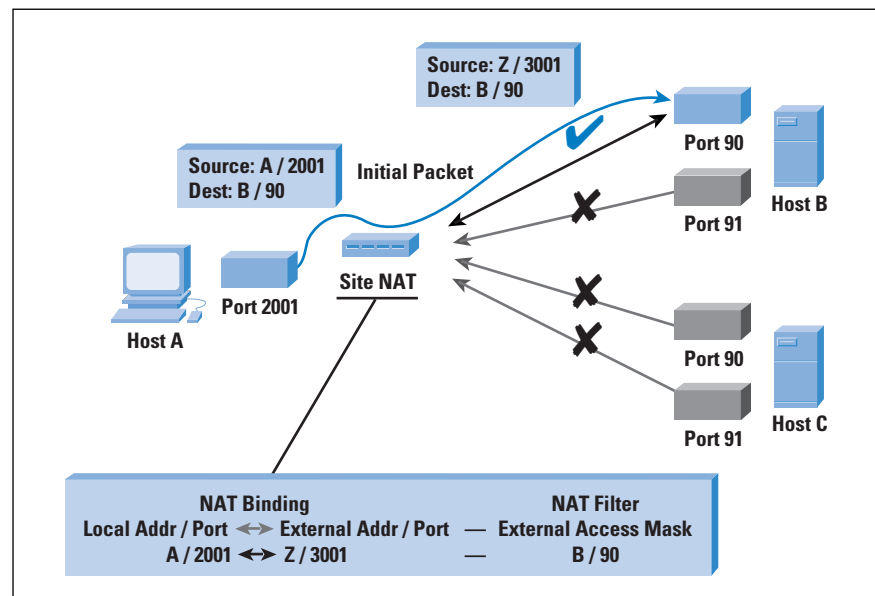 Source: Z / 3001
Dest: B / 90
Source: A / 2001
Dest: B / 90
Initial Packet
Port 90
Port 91
Host B
Site NAT
Port 2001
Host A
Port 90
Port 91
Host C
NAT Binding
NAT Filter
Local Addr / Port External Addr / Port — External Access Mask
A / 2001 Z / 3001 — B / 90